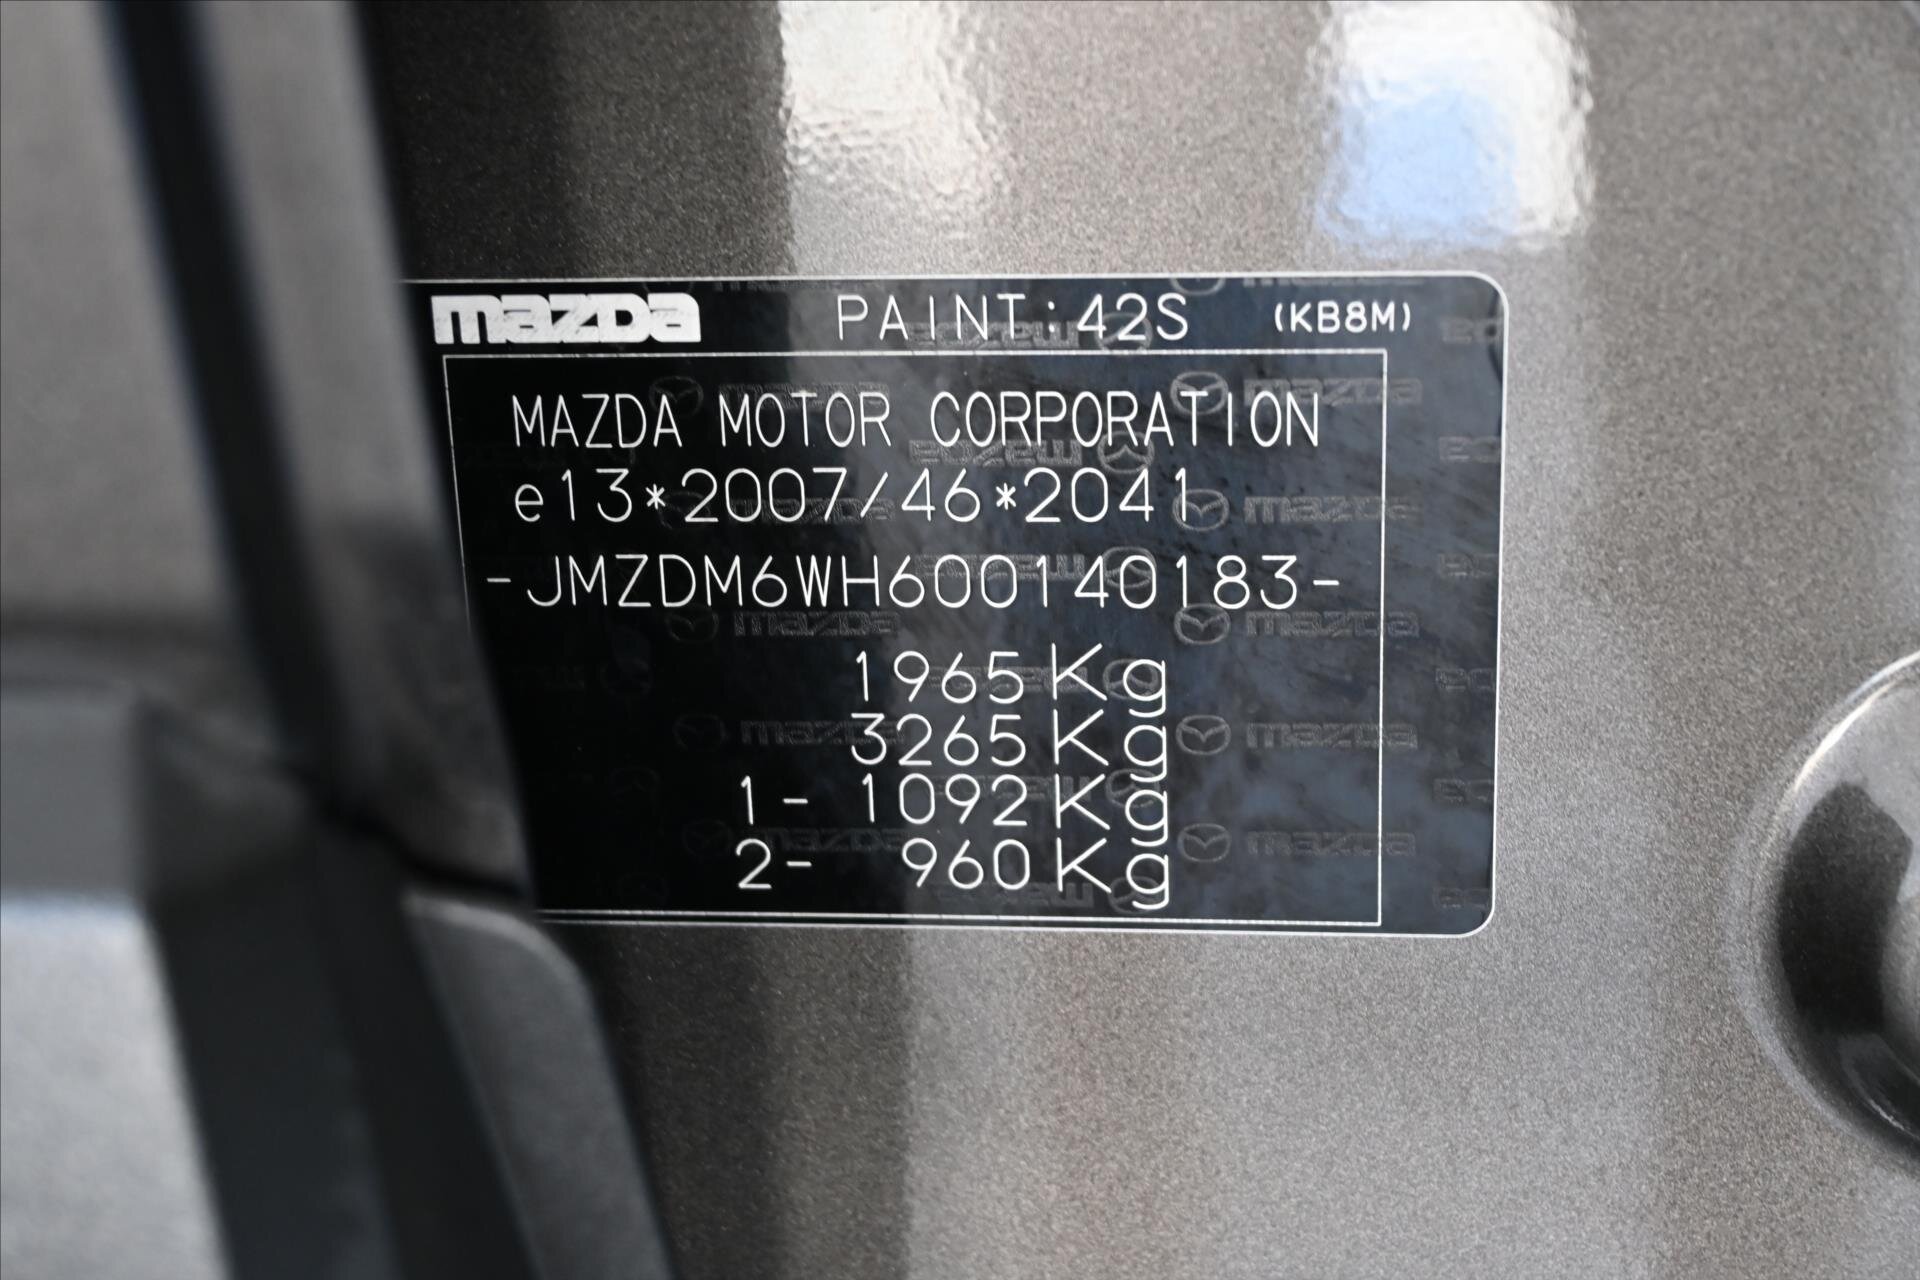 mazda PAINT:42S (KB8M)
MAZDA MOTOR CORPORATION
e13*2007/46*2041
-JMZDM6WH600140183-
1965Kg
3265Kg
1- 1092Kg
2- 960Kg